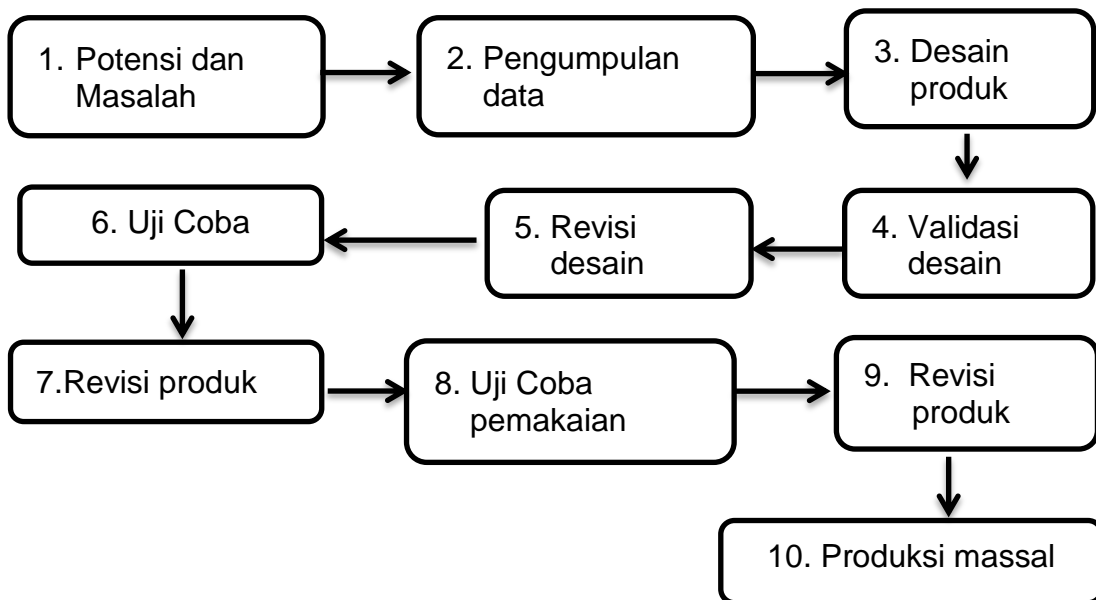 1. Potensi dan
Masalah
2. Pengumpulan
data
3. Desain
produk
4. Validasi
desain
5. Revisi
desain
6. Uji Coba
7.Revisi produk
8. Uji Coba
pemakaian
9. Revisi
produk
10. Produksi massal